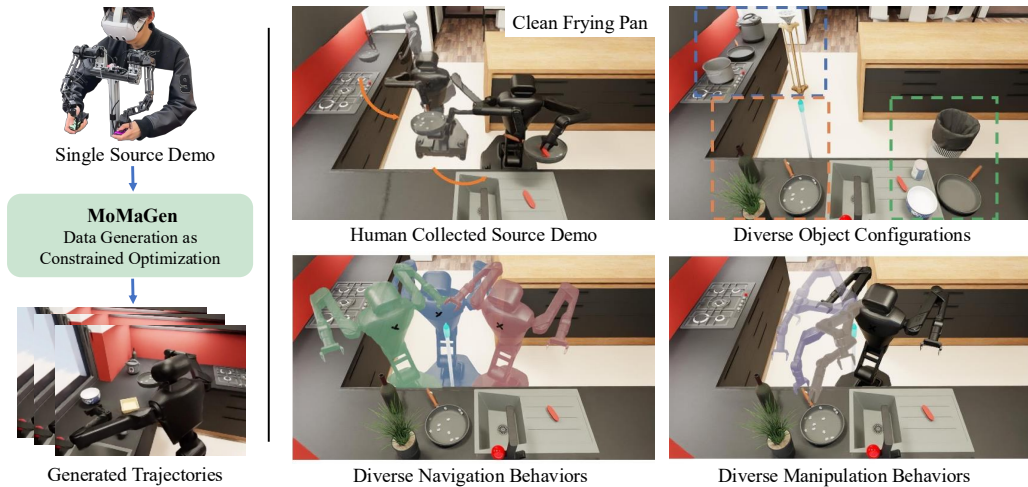 Single Source Demo
MoMaGen
Data Generation as
Constrained Optimization
Generated Trajectories
Clean Frying Pan
Human Collected Source Demo
Diverse Object Configurations
Diverse Navigation Behaviors
Diverse Manipulation Behaviors